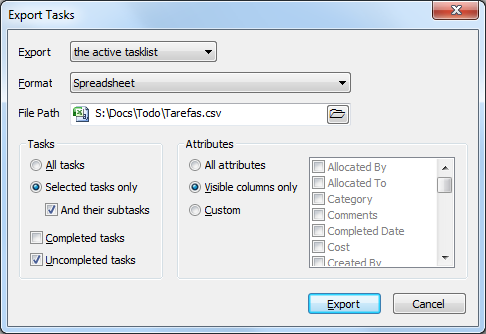 Export Tasks
Export the active tasklist
Format Spreadsheet
File Path S:\Docs\Todo\Tarefas.csv
Tasks
All tasks
Selected tasks only
And their subtasks
Completed tasks
Uncompleted tasks
Attributes
All attributes
Visible columns only
Custom
Allocated By
Allocated To
Category
Comments
Completed Date
Cost
Created By
Export Cancel